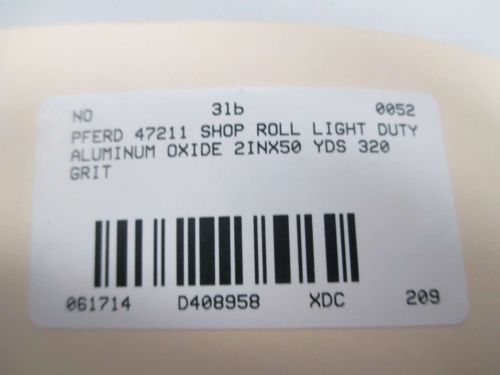 NO 31b 0052
PFERD 47211 SHOP ROLL LIGHT DUTY
ALUMINUM OXIDE 2INX50 YDS 320
GRIT
061714 D408958 XDC 209